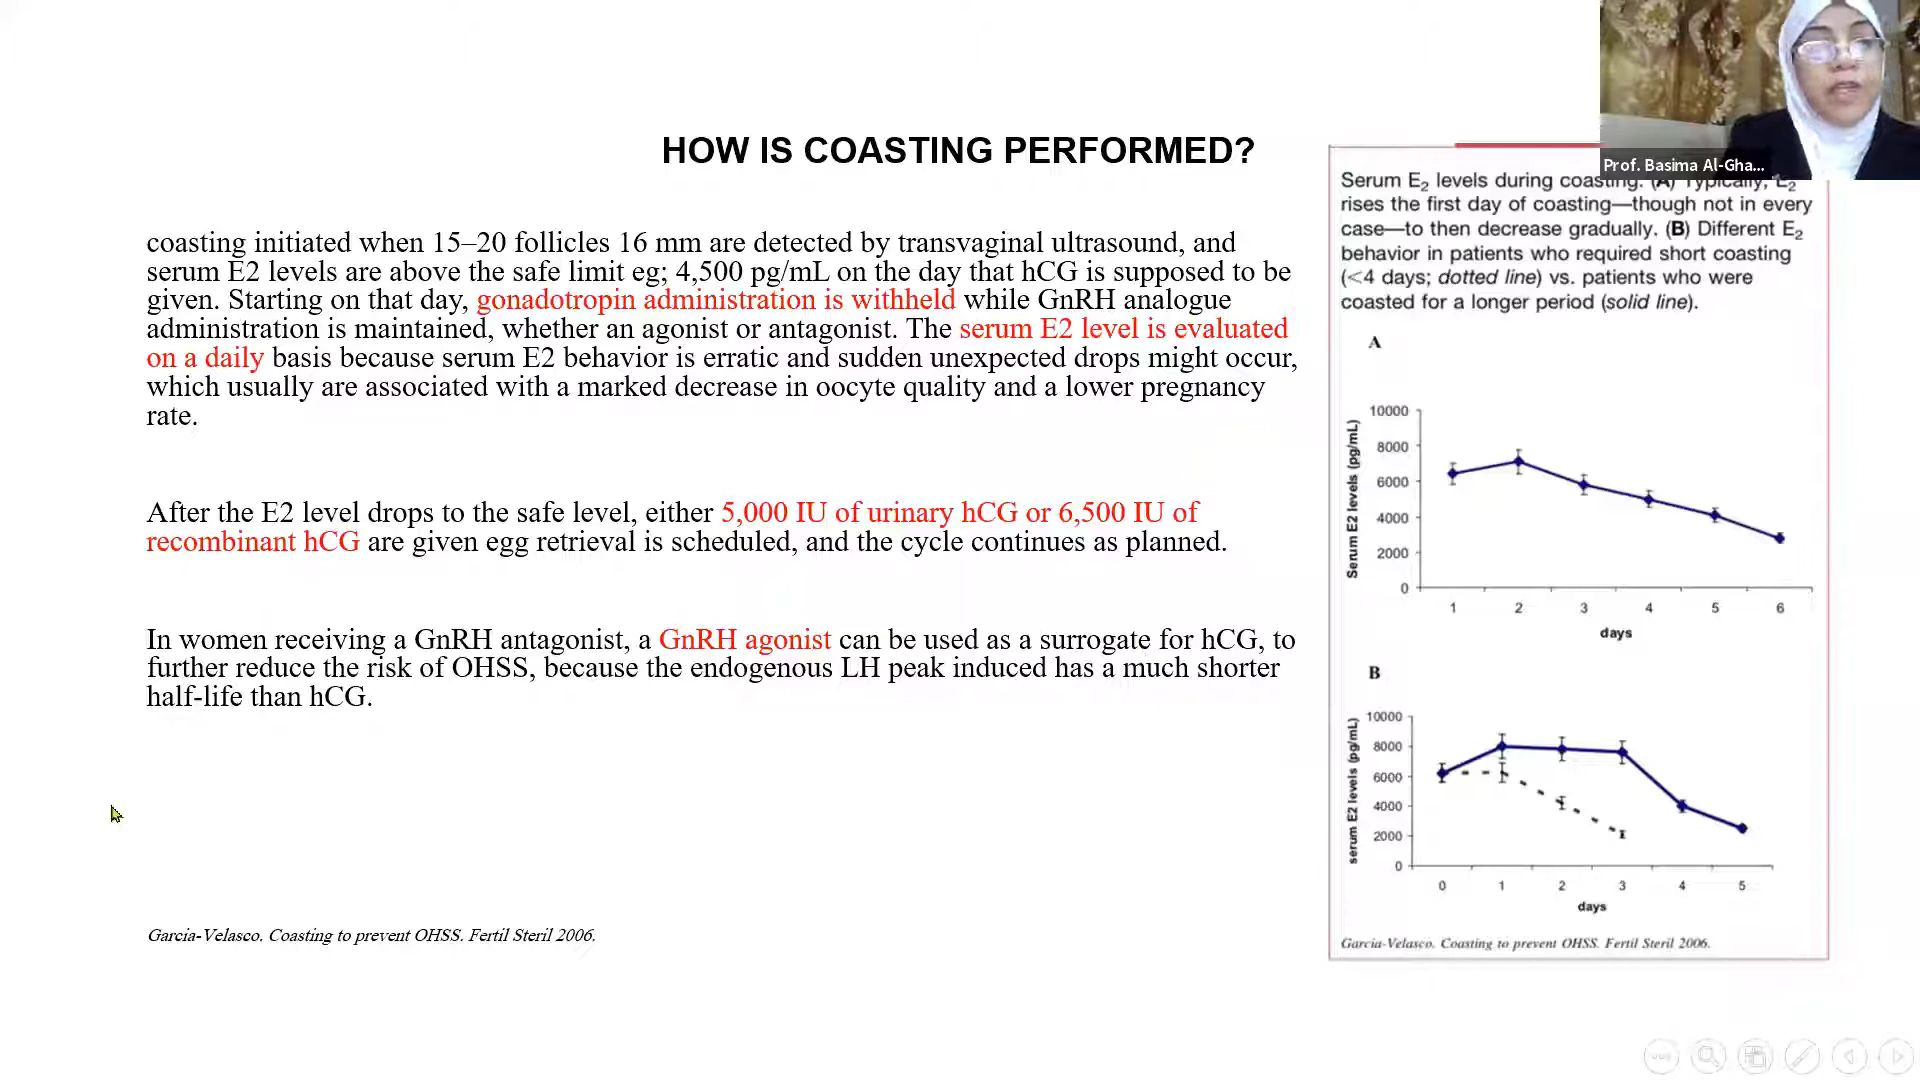 HOW IS COASTING PERFORMED?
coasting initiated when 15–20 follicles 16 mm are detected by transvaginal ultrasound, and
serum E2 levels are above the safe limit eg; 4,500 pg/mL on the day that hCG is supposed to be
given. Starting on that day, gonadotropin administration is withheld while GnRH analogue
administration is maintained, whether an agonist or antagonist. The serum E2 level is evaluated
on a daily basis because serum E2 behavior is erratic and sudden unexpected drops might occur,
which usually are associated with a marked decrease in oocyte quality and a lower pregnancy
rate.
After the E2 level drops to the safe level, either 5,000 IU of urinary hCG or 6,500 IU of
recombinant hCG are given egg retrieval is scheduled, and the cycle continues as planned.
In women receiving a GnRH antagonist, a GnRH agonist can be used as a surrogate for hCG, to
further reduce the risk of OHSS, because the endogenous LH peak induced has a much shorter
half-life than hCG.
Garcia-Velasco. Coasting to prevent OHSS. Fertil Steril 2006.
Prof. Basima Al-Gha...
Serum E2 levels during coasting. (A) Typically, E2
rises the first day of coasting—though not in every
case—to then decrease gradually. (B) Different E2
behavior in patients who required short coasting
(<4 days; dotted line) vs. patients who were
coasted for a longer period (solid line).
A
Serum E2 levels (pg/mL)
10000
8000
6000
4000
2000
0
1 2 3 4 5 6
days
B
serum E2 levels (pg/mL)
10000
8000
6000
4000
2000
0
0 1 2 3 4 5
days
Garcia-Velasco. Coasting to prevent OHSS. Fertil Steril 2006.